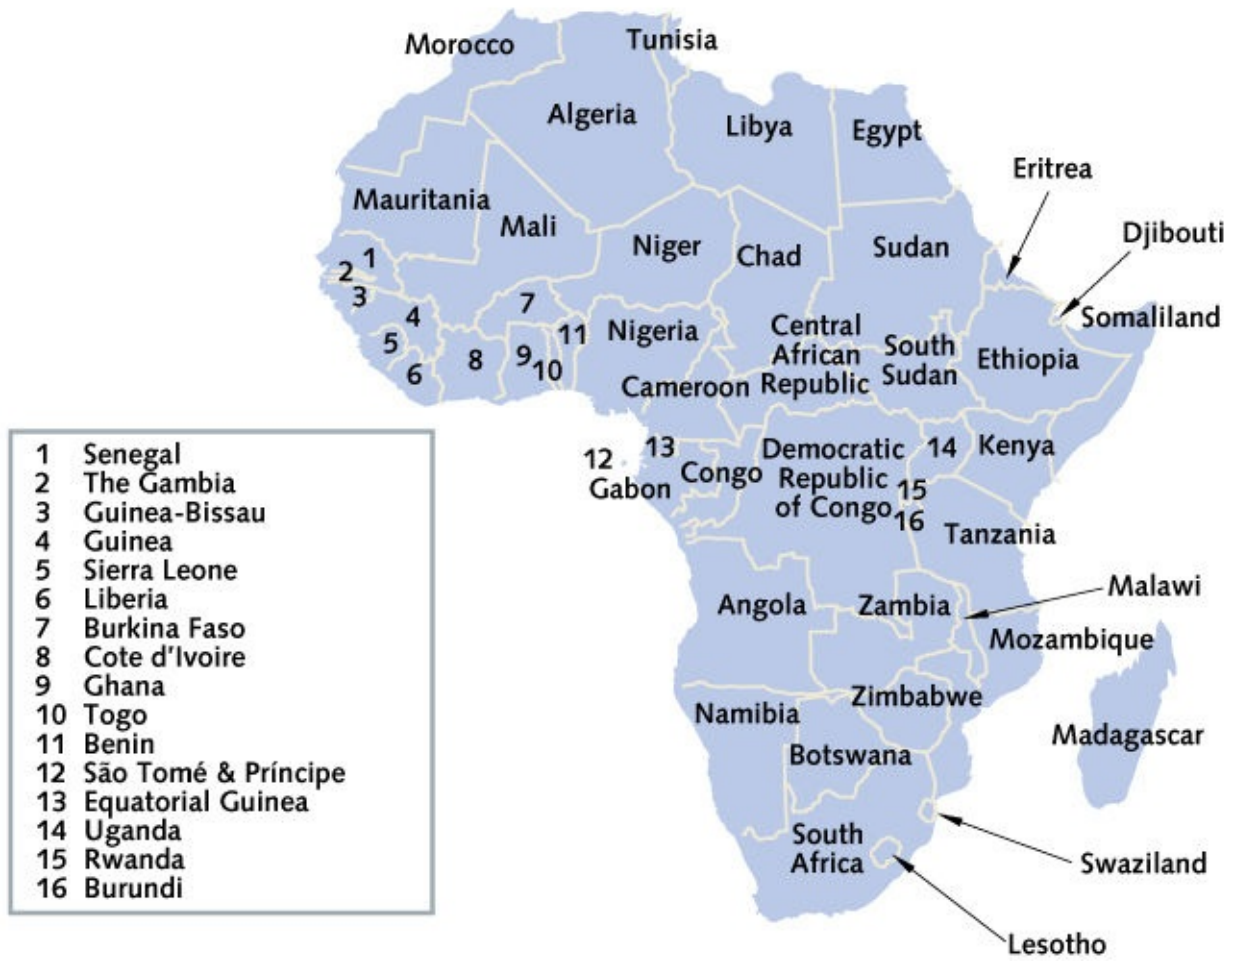 Morocco
Tunisia
Algeria
Libya
Egypt
Eritrea
Mauritania
Mali
Niger
Chad
Sudan
Djibouti
1
2
3
4
7
11
Nigeria
Central
African
Republic
South
Sudan
Ethiopia
Somaliland
5
6
8
9
10
Cameroon
12
Gabon
13
Congo
Democratic
Republic
of Congo
14
Kenya
15
16
Tanzania
Angola
Zambia
Malawi
Mozambique
Namibia
Zimbabwe
Botswana
Madagascar
South
Africa
Swaziland
Lesotho
1 Senegal
2 The Gambia
3 Guinea-Bissau
4 Guinea
5 Sierra Leone
6 Liberia
7 Burkina Faso
8 Cote d'Ivoire
9 Ghana
10 Togo
11 Benin
12 São Tomé & Príncipe
13 Equatorial Guinea
14 Uganda
15 Rwanda
16 Burundi